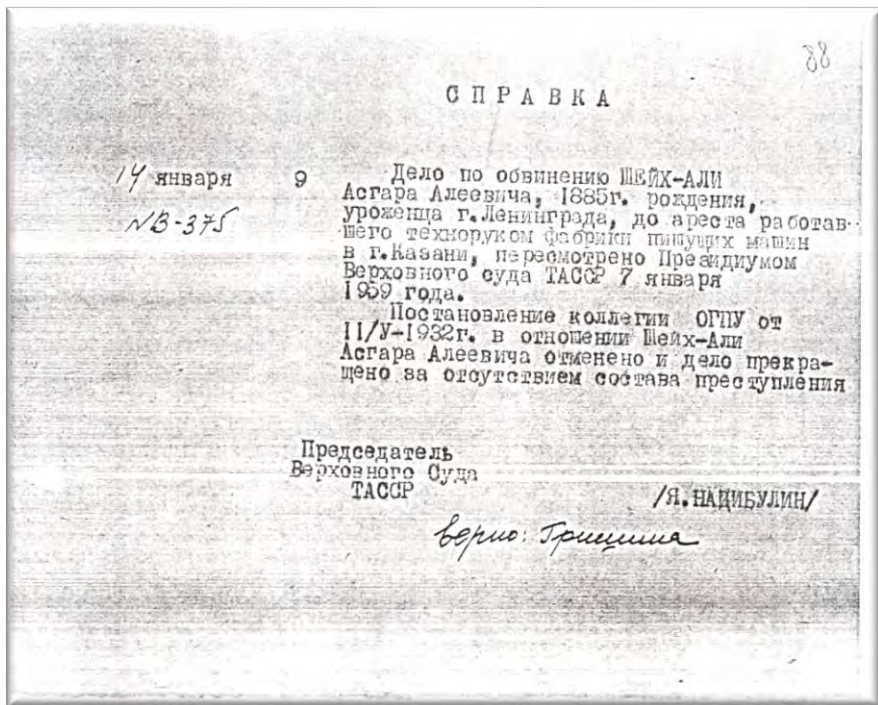 88
СПРАВКА
14 января 9 Дело по обвинению ШЕЙХ-АЛИ
№В-375 Асгара Алеевича, 1885г. рождения,
уроженца г.Ленинграда, до ареста работав-
шего техноруком фабрики пишущих машин
в г.Казани, пересмотрено Президиумом
Верховного суда ТАССР 7 января
1959 года.
Постановление коллегии ОГПУ от
11/У-1932г. в отношении Шейх-Али
Асгара Алеевича отменено и дело прекра-
щено за отсутствием состава преступления
Председатель
Верховного Суда
ТАССР /Я.НАЦИБУЛИН/
верно: Гришина